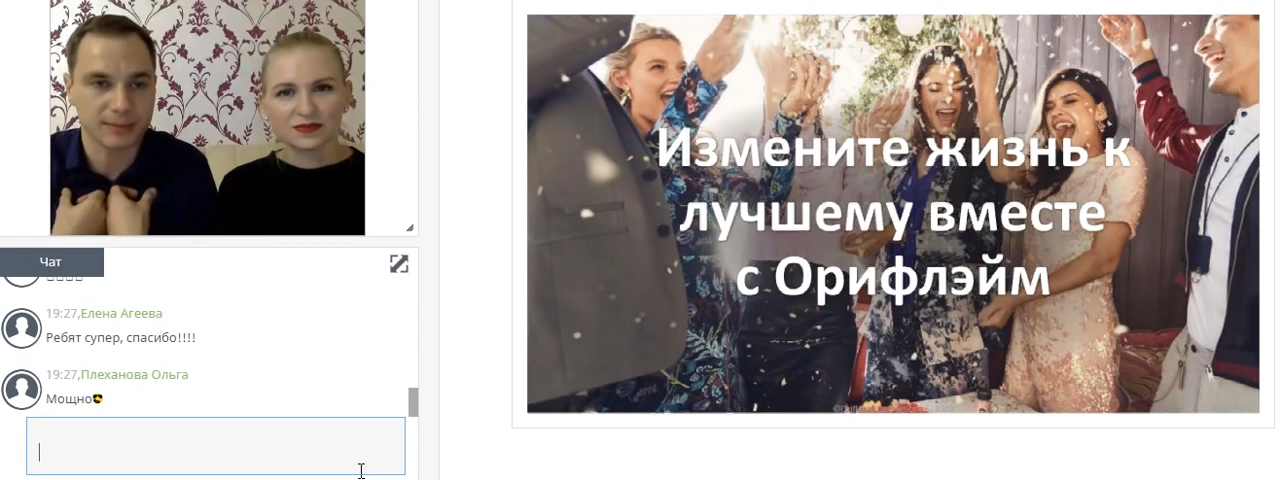 Измените жизнь к
лучшему вместе
с Орифлэйм
Чат
19:27,Елена Агеева
Ребят супер, спасибо!!!!
19:27,Плеханова Ольга
Мощно😎